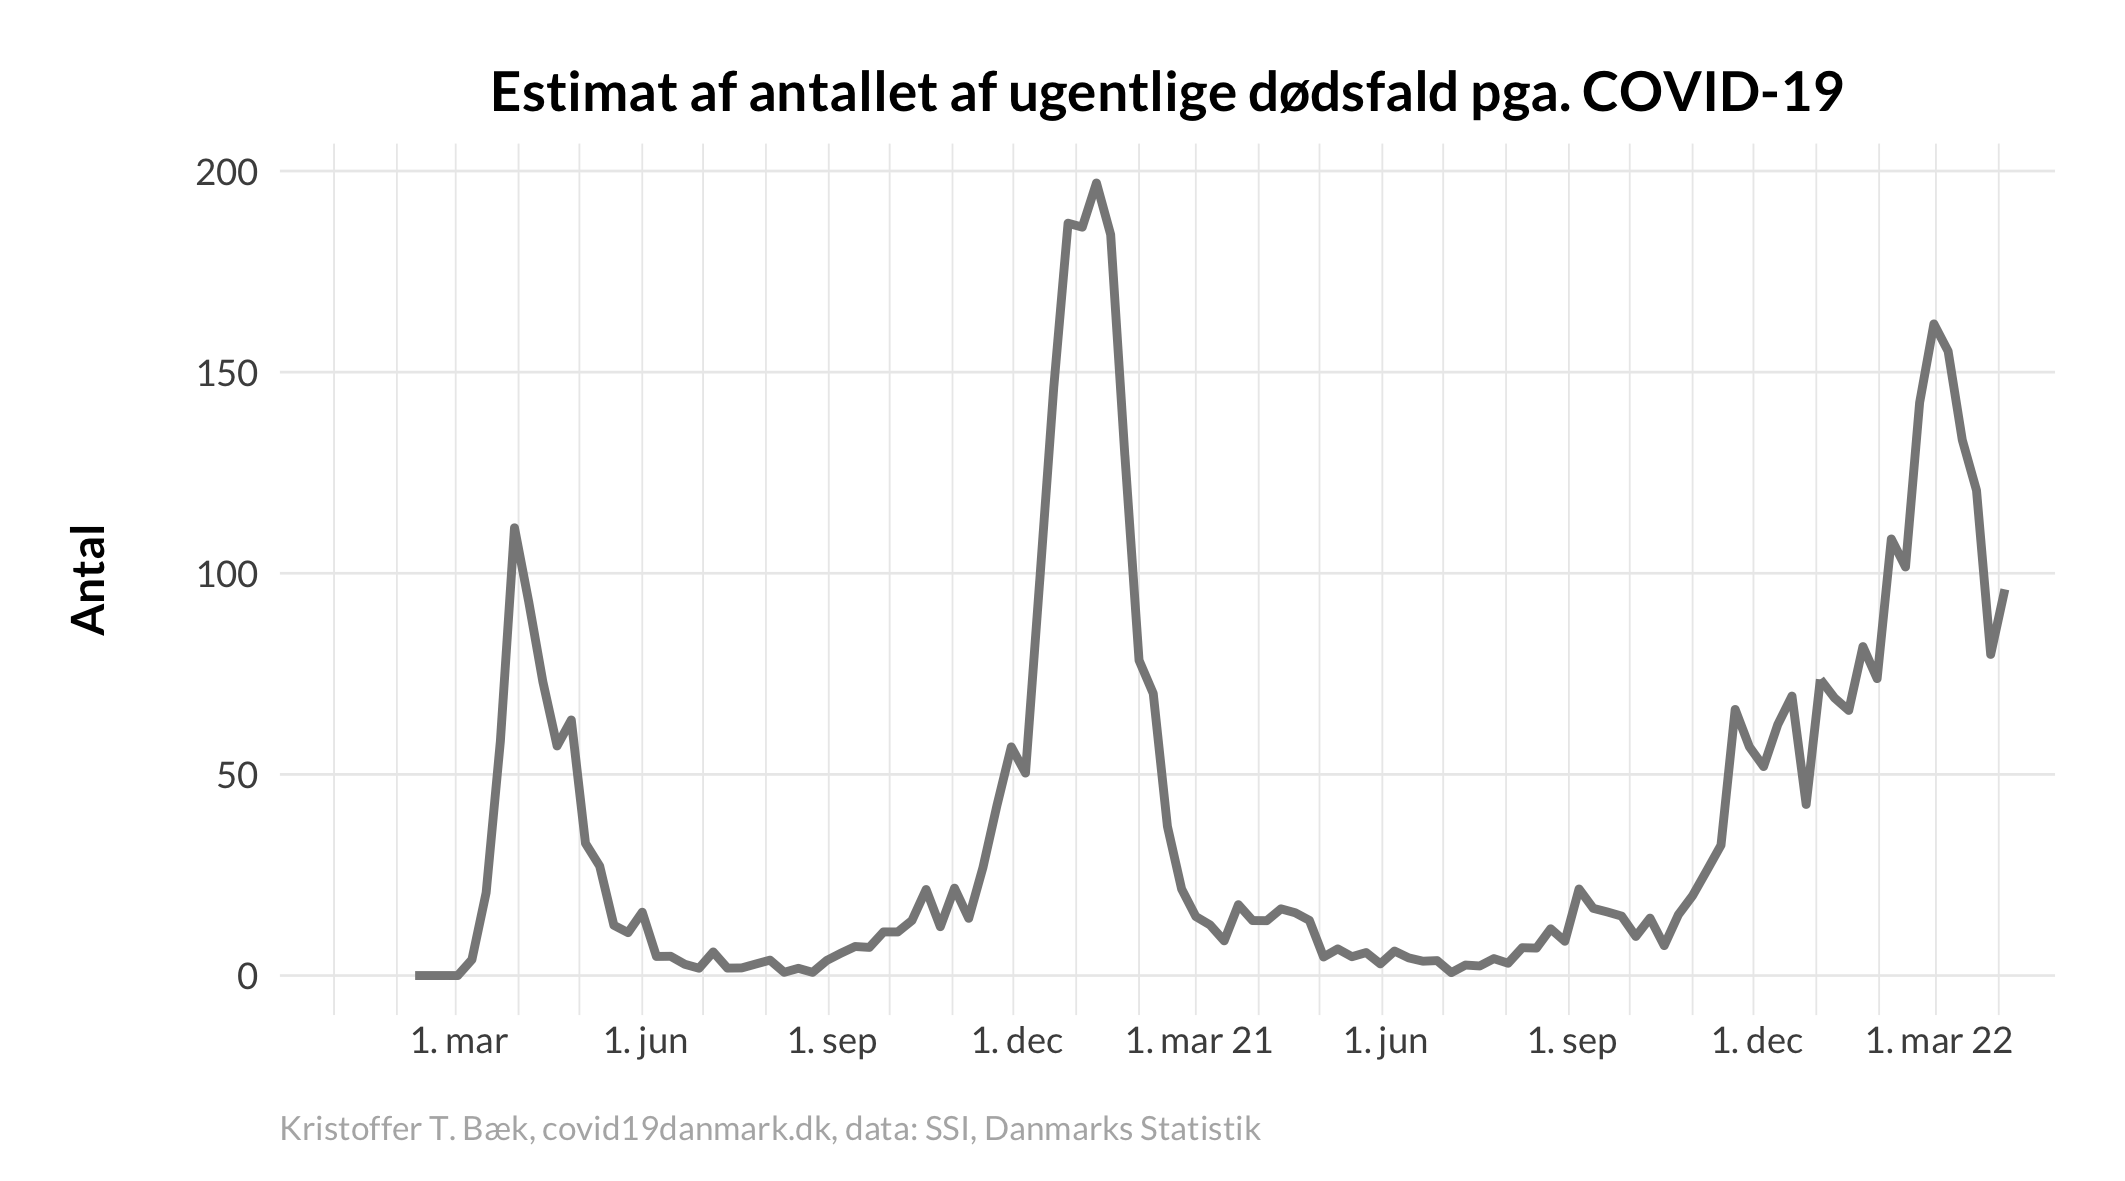 Estimat af antallet af ugentlige dødsfald pga. COVID-19
Antal
200
150
100
50
0
1. mar 1. jun 1. sep 1. dec 1. mar 21 1. jun 1. sep 1. dec 1. mar 22
Kristoffer T. Bæk, covid19danmark.dk, data: SSI, Danmarks Statistik